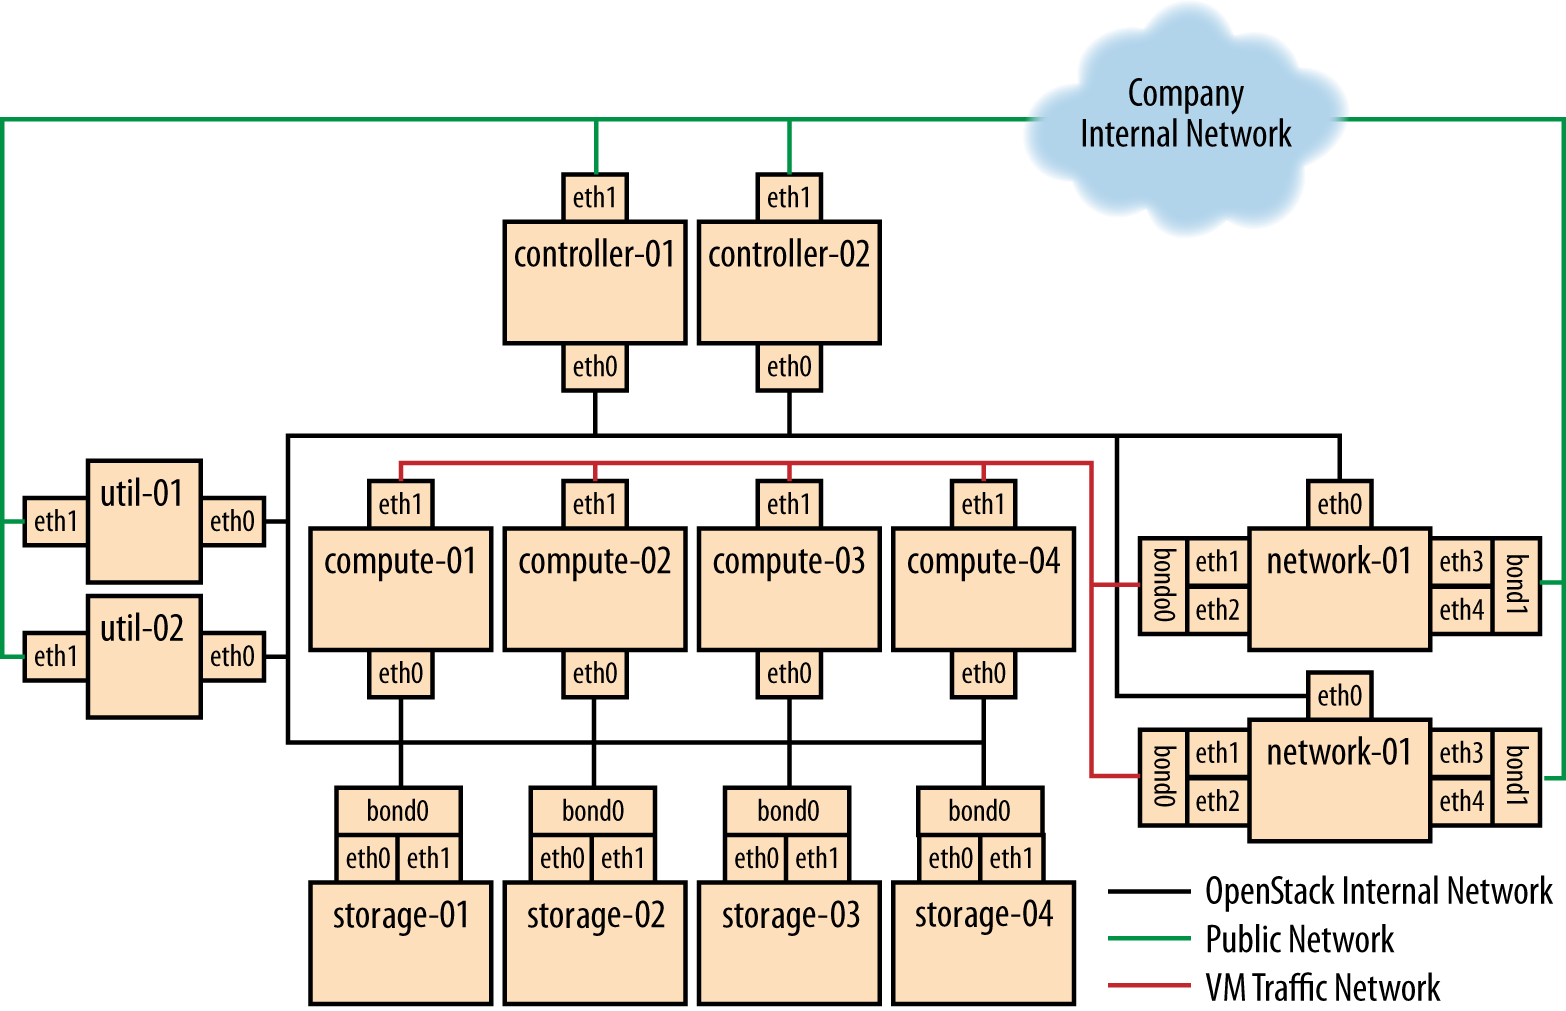 Company
Internal Network
eth1
eth1
controller-01
controller-02
eth0
eth0
util-01
eth1
eth0
util-02
eth1
eth0
eth1
eth1
eth1
eth1
compute-01
compute-02
compute-03
compute-04
eth0
eth0
eth0
eth0
eth0
network-01
bondo0
eth1
eth2
eth3
eth4
bond1
eth0
network-01
bond0
eth1
eth2
eth3
eth4
bond1
bond0
bond0
bond0
bond0
eth0 eth1
eth0 eth1
eth0 eth1
eth0 eth1
storage-01
storage-02
storage-03
storage-04
OpenStack Internal Network
Public Network
VM Traffic Network